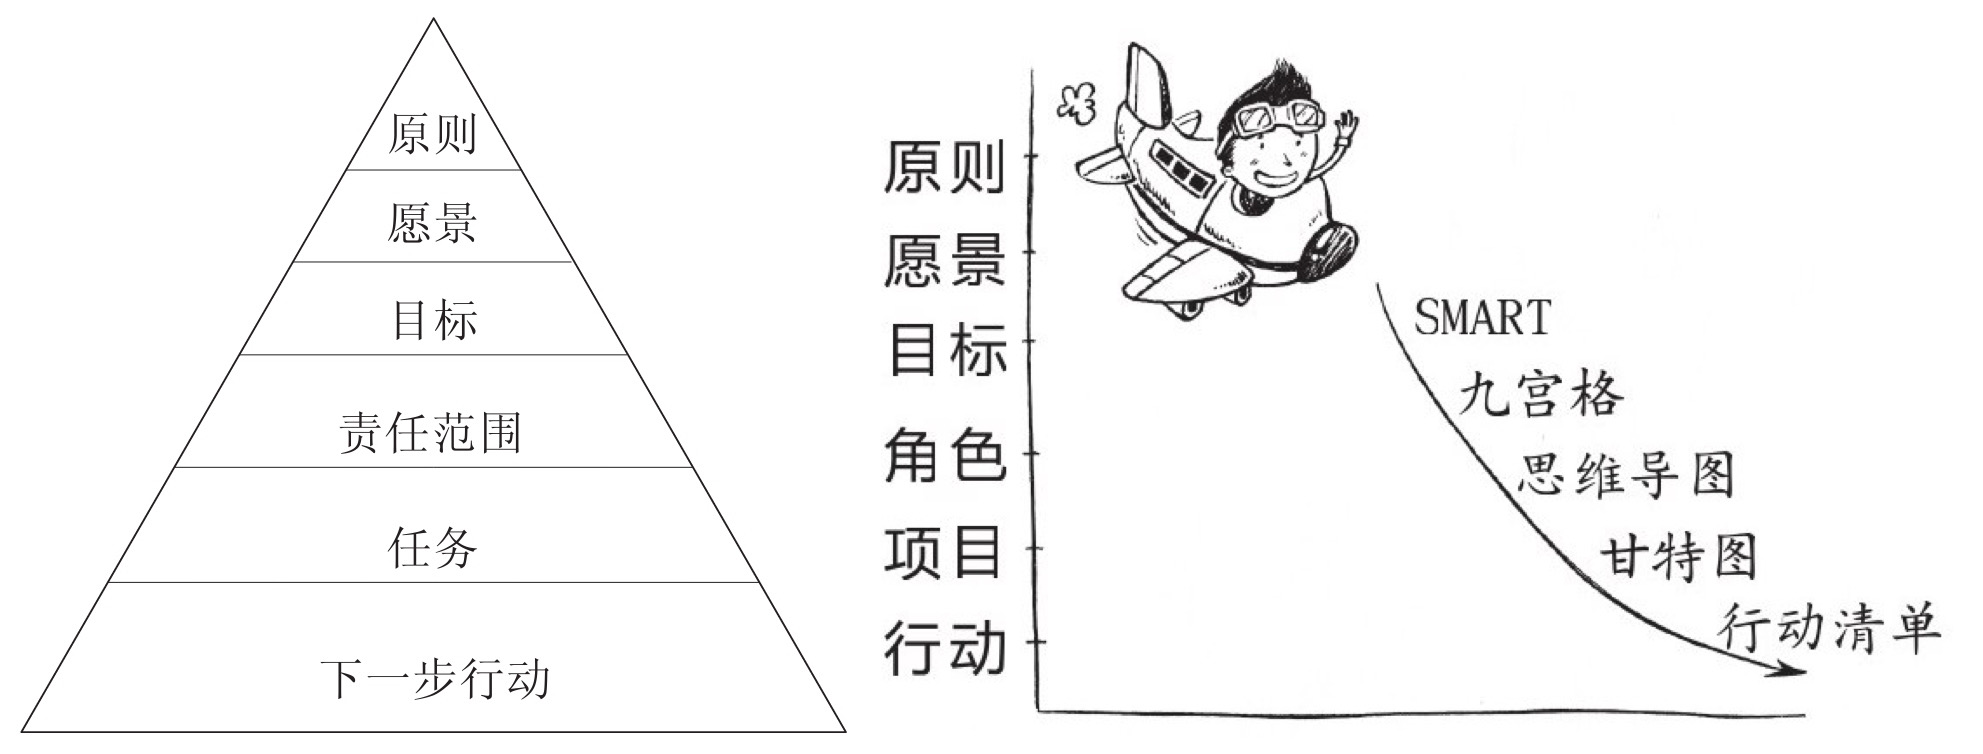 原则
愿景
目标
责任范围
任务
下一步行动
原则
愿景
目标
角色
项目
行动
SMART
九宫格
思维导图
甘特图
行动清单